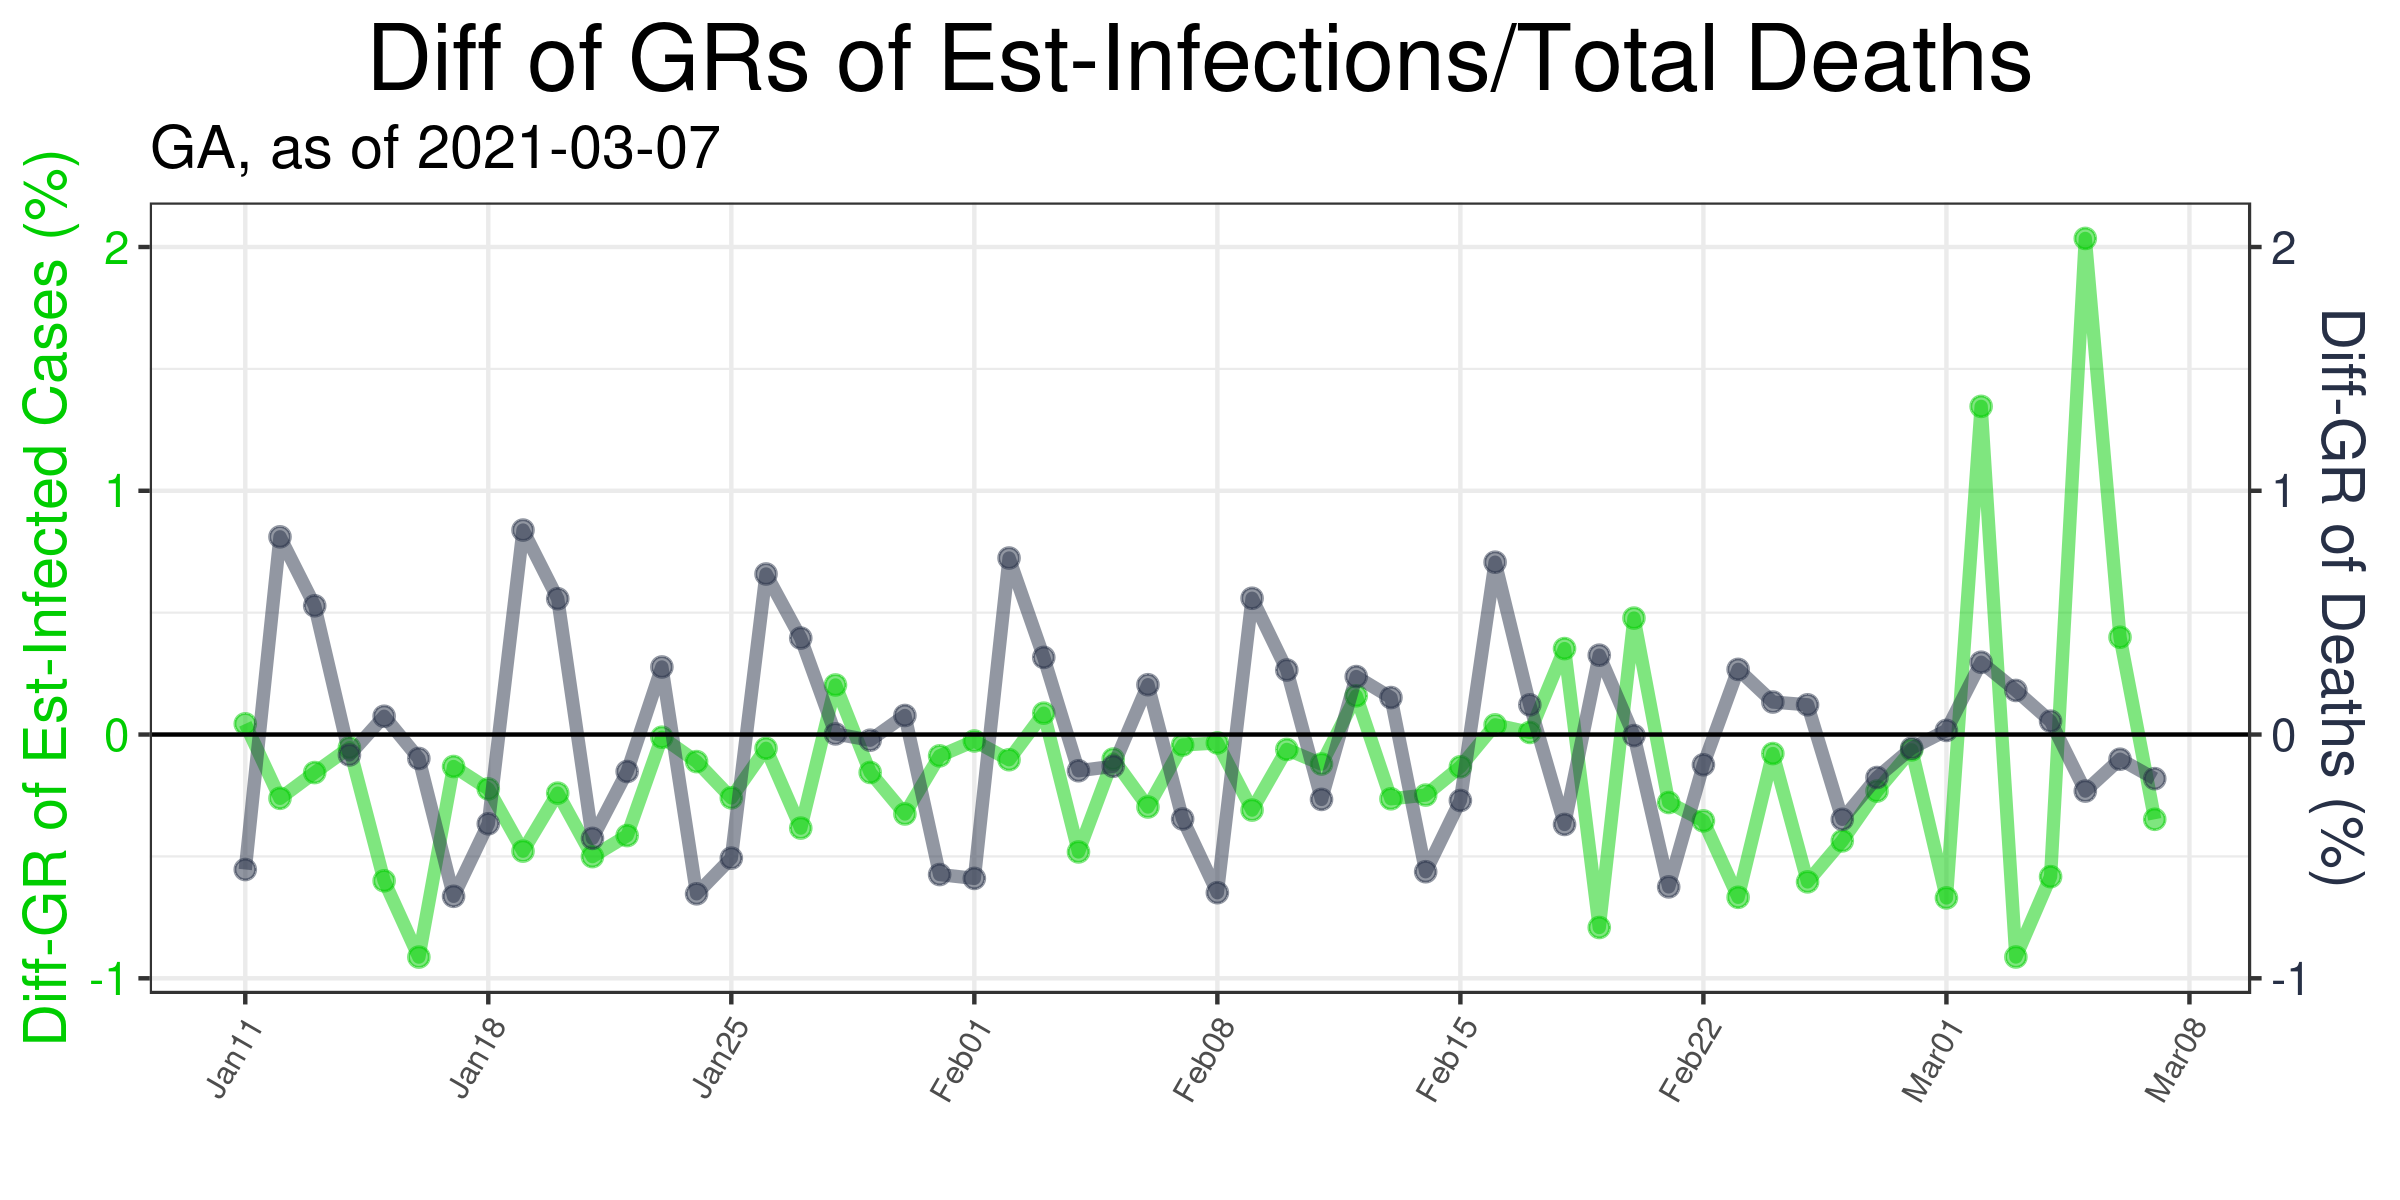 Diff of GRs of Est-Infections/Total Deaths
GA, as of 2021-03-07
Diff-GR of Est-Infected Cases (%)
2
1
0
-1
2
1
0
-1
Diff-GR of Deaths (%)
Jan11
Jan18
Jan25
Feb01
Feb08
Feb15
Feb22
Mar01
Mar08